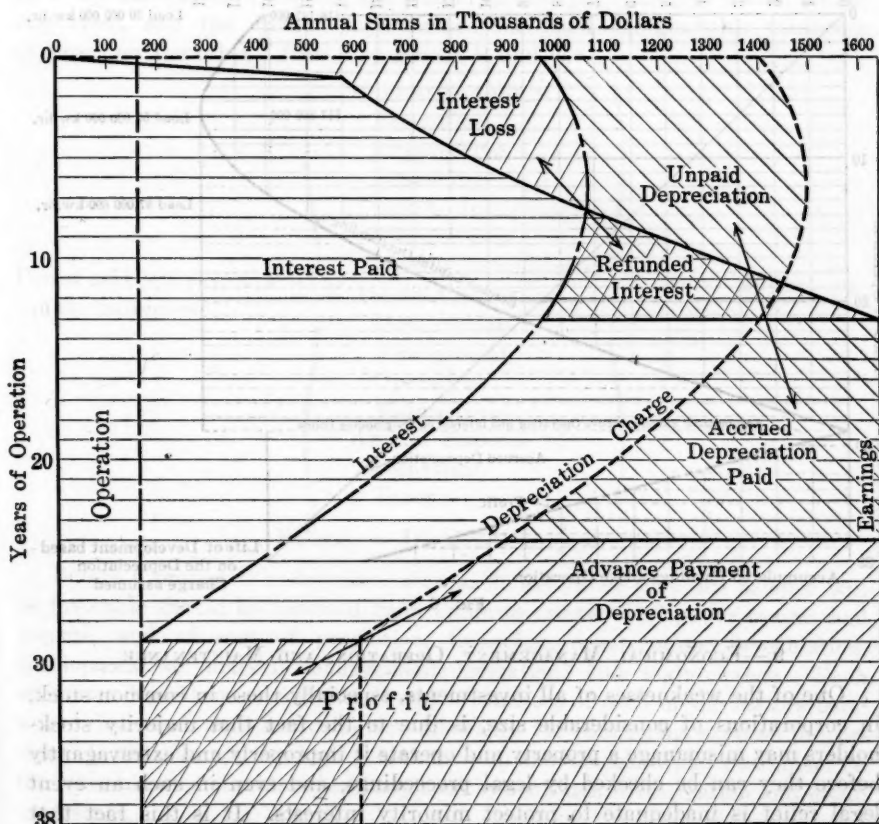 Annual Sums in Thousands of Dollars
0 100 200 300 400 500 600 700 800 900 1000 1100 1200 1300 1400 1500 1600
0
Interest
Loss
Unpaid
Depreciation
10
Interest Paid
Refunded
Interest
Years of Operation
Operation
Interest
Depreciation Charge
Accrued
Depreciation
Paid
Earnings
20
Advance Payment
of
Depreciation
30
Profit
38